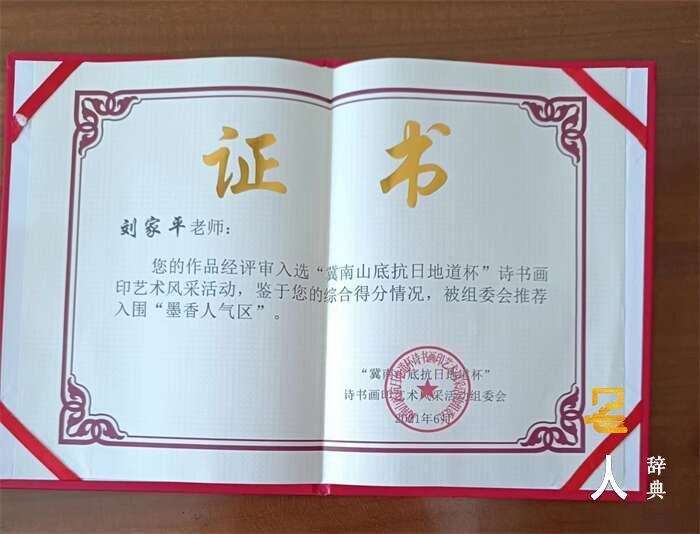 证书
刘家平老师：
您的作品经评审入选“冀南山底抗日地道杯”诗书画
印艺术风采活动，鉴于您的综合得分情况，被组委会推荐
入围“墨香人气区”。
“冀南山底抗日地道杯”
诗书画印艺术风采活动组委会
2021年6月
名人
辞典